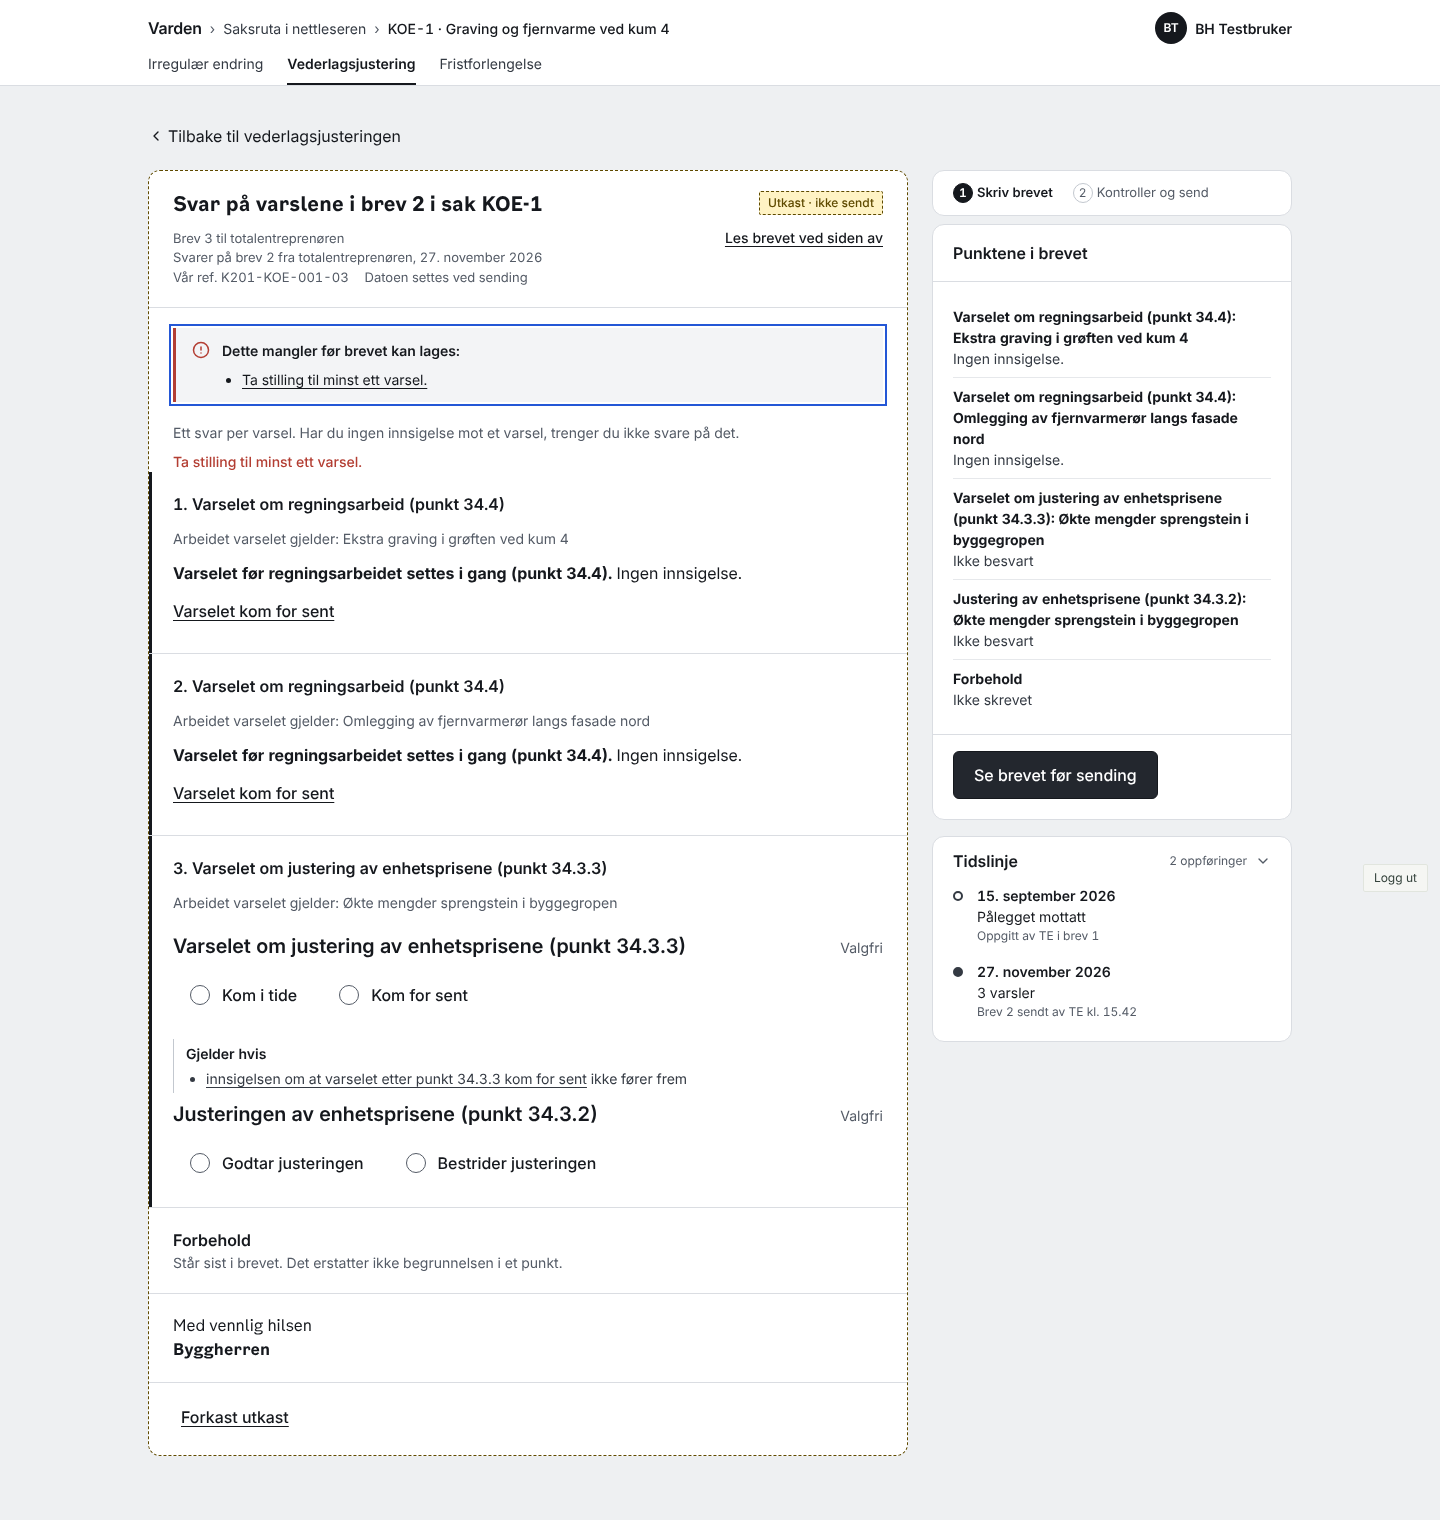 Varden › Saksruta i nettleseren › KOE-1 · Graving og fjernvarme ved kum 4
BT BH Testbruker
Irregulær endring Vederlagsjustering Fristforlengelse
Tilbake til vederlagsjusteringen
Svar på varslene i brev 2 i sak KOE-1
Utkast · ikke sendt
Brev 3 til totalentreprenøren
Les brevet ved siden av
Svarer på brev 2 fra totalentreprenøren, 27. november 2026
Vår ref. K201-KOE-001-03 Datoen settes ved sending
Dette mangler før brevet kan lages:
• Ta stilling til minst ett varsel.
Ett svar per varsel. Har du ingen innsigelse mot et varsel, trenger du ikke svare på det.
Ta stilling til minst ett varsel.
1. Varselet om regningsarbeid (punkt 34.4)
Arbeidet varselet gjelder: Ekstra graving i grøften ved kum 4
Varselet før regningsarbeidet settes i gang (punkt 34.4). Ingen innsigelse.
Varselet kom for sent
2. Varselet om regningsarbeid (punkt 34.4)
Arbeidet varselet gjelder: Omlegging av fjernvarmerør langs fasade nord
Varselet før regningsarbeidet settes i gang (punkt 34.4). Ingen innsigelse.
Varselet kom for sent
3. Varselet om justering av enhetsprisene (punkt 34.3.3)
Arbeidet varselet gjelder: Økte mengder sprengstein i byggegropen
Varselet om justering av enhetsprisene (punkt 34.3.3) Valgfri
Kom i tide Kom for sent
Gjelder hvis
• innsigelsen om at varselet etter punkt 34.3.3 kom for sent ikke fører frem
Justeringen av enhetsprisene (punkt 34.3.2) Valgfri
Godtar justeringen Bestrider justeringen
Forbehold
Står sist i brevet. Det erstatter ikke begrunnelsen i et punkt.
Med vennlig hilsen
Byggherren
Forkast utkast
1 Skriv brevet 2 Kontroller og send
Punktene i brevet
Varselet om regningsarbeid (punkt 34.4):
Ekstra graving i grøften ved kum 4
Ingen innsigelse.
Varselet om regningsarbeid (punkt 34.4):
Omlegging av fjernvarmerør langs fasade
nord
Ingen innsigelse.
Varselet om justering av enhetsprisene
(punkt 34.3.3): Økte mengder sprengstein i
byggegropen
Ikke besvart
Justering av enhetsprisene (punkt 34.3.2):
Økte mengder sprengstein i byggegropen
Ikke besvart
Forbehold
Ikke skrevet
Se brevet før sending
Tidslinje 2 oppføringer
15. september 2026
Pålegget mottatt
Oppgitt av TE i brev 1
27. november 2026
3 varsler
Brev 2 sendt av TE kl. 15.42
Logg ut